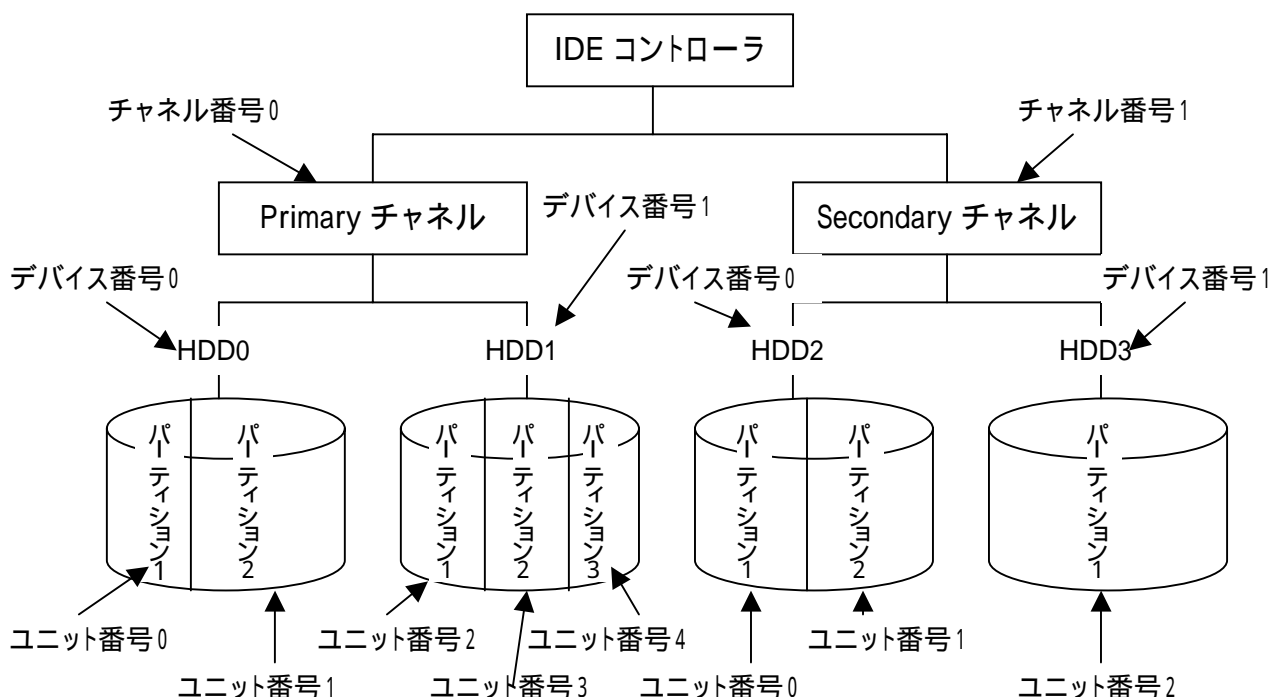 IDE コントローラ
チャネル番号0
チャネル番号1
Primary チャネル
デバイス番号1
Secondary チャネル
デバイス番号0
デバイス番号0
デバイス番号1
HDD0
HDD1
HDD2
HDD3
パーティション1
パーティション2
パーティション1
パーティション2
パーティション3
パーティション1
パーティション2
パーティション1
ユニット番号0
ユニット番号2
ユニット番号4
ユニット番号1
ユニット番号1
ユニット番号3
ユニット番号0
ユニット番号2